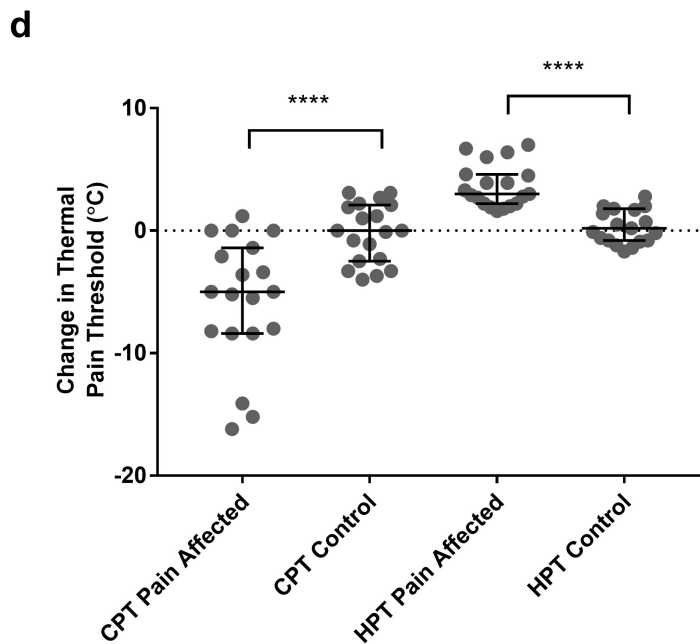 d
****
****
Change in Thermal
Pain Threshold (°C)
10
0
-10
-20
CPT Pain Affected
CPT Control
HPT Pain Affected
HPT Control